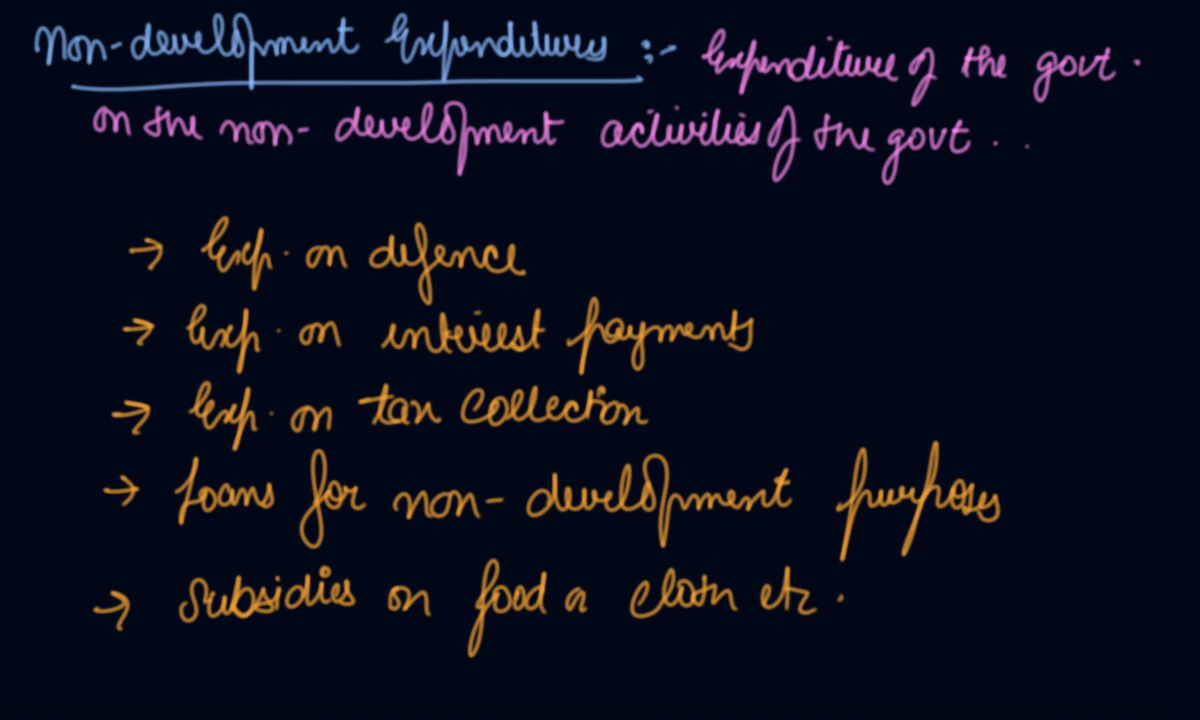 Non-development Expenditures :- Expenditure of the govt.
on the non-development activities of the govt..
→ Exp. on defence
→ Exp. on interest payments
→ Exp. on tax collection
→ Loans for non-development purposes
→ Subsidies on food & cloth etc.